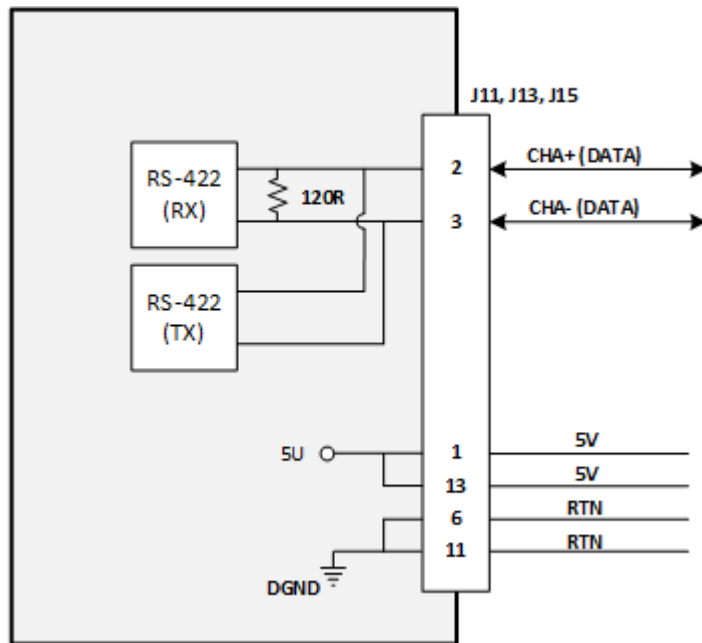 J11, J13, J15
RS-422
(RX)
120R
2
CHA+ (DATA)
3
CHA- (DATA)
RS-422
(TX)
5U
1
5V
13
5V
6
RTN
11
RTN
DGND